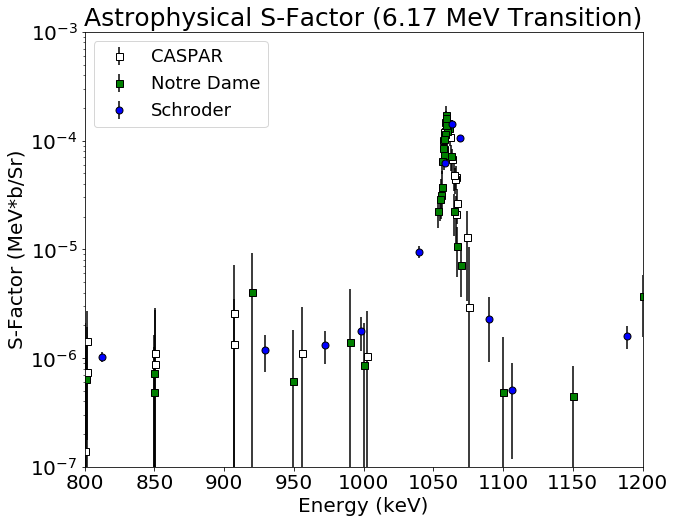 Astrophysical S-Factor (6.17 MeV Transition)
10⁻³
CASPAR
Notre Dame
Schroder
10⁻⁴
S-Factor (MeV*b/Sr)
10⁻⁵
10⁻⁶
10⁻⁷
800 850 900 950 1000 1050 1100 1150 1200
Energy (keV)